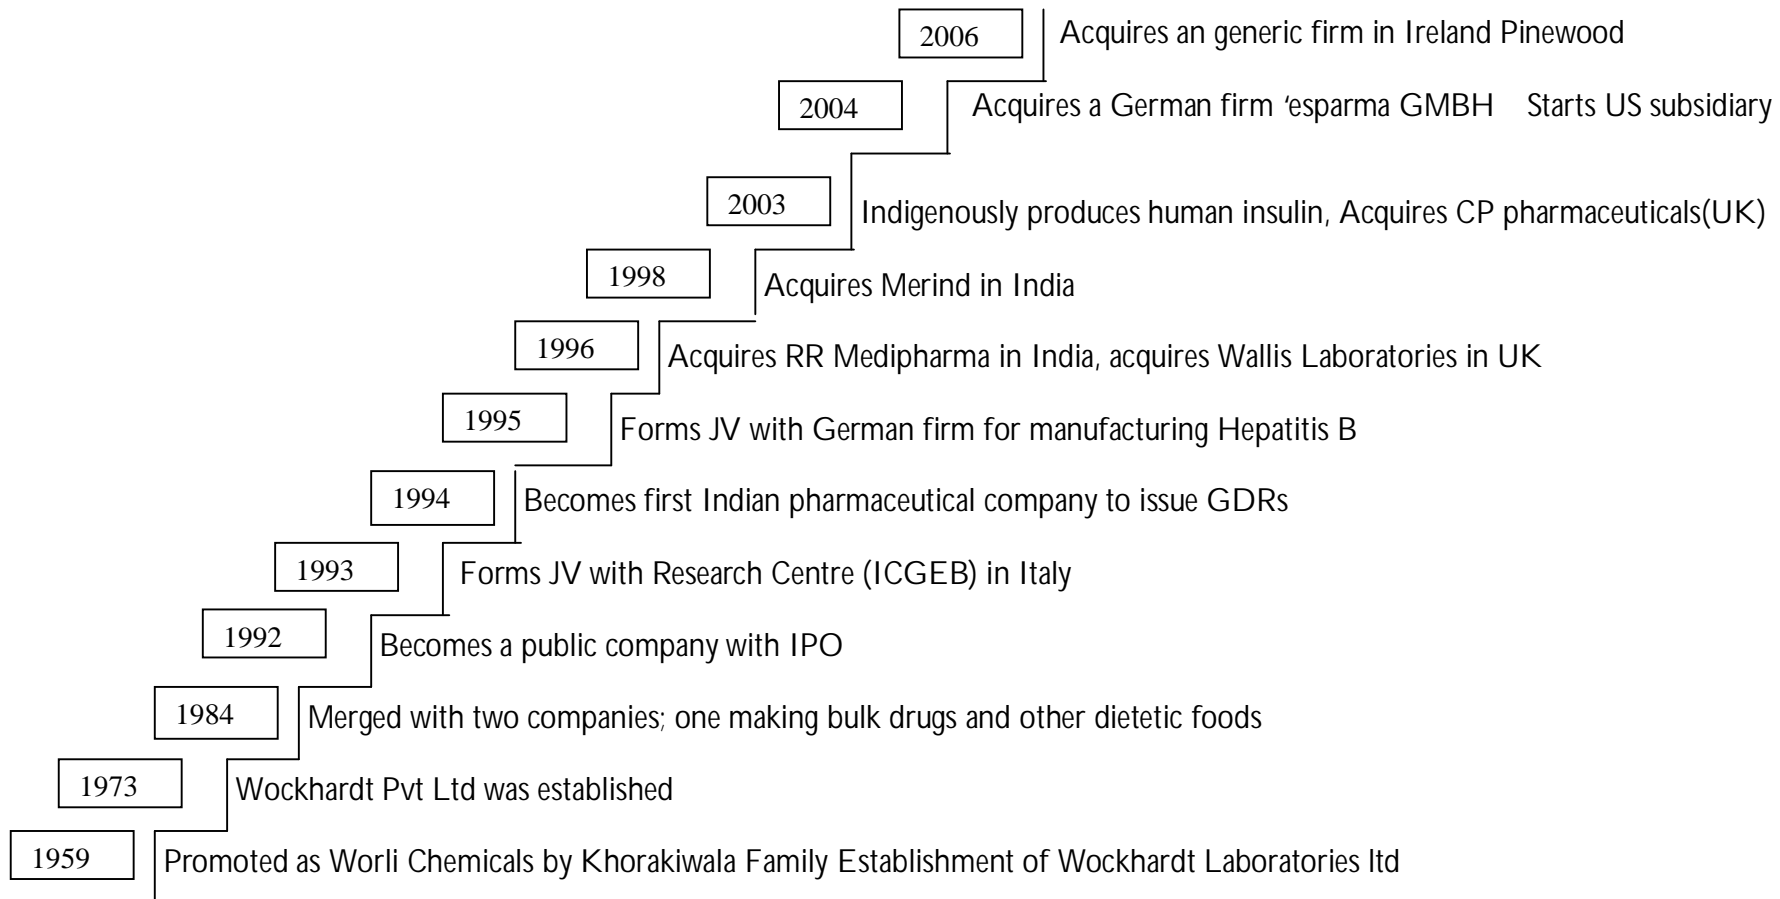 2006 Acquires an generic firm in Ireland Pinewood
2004 Acquires a German firm 'esparma GMBH Starts US subsidiary
2003 Indigenously produces human insulin, Acquires CP pharmaceuticals(UK)
1998 Acquires Merind in India
1996 Acquires RR Medipharma in India, acquires Wallis Laboratories in UK
1995 Forms JV with German firm for manufacturing Hepatitis B
1994 Becomes first Indian pharmaceutical company to issue GDRs
1993 Forms JV with Research Centre (ICGEB) in Italy
1992 Becomes a public company with IPO
1984 Merged with two companies; one making bulk drugs and other dietetic foods
1973 Wockhardt Pvt Ltd was established
1959 Promoted as Worli Chemicals by Khorakiwala Family Establishment of Wockhardt Laboratories ltd